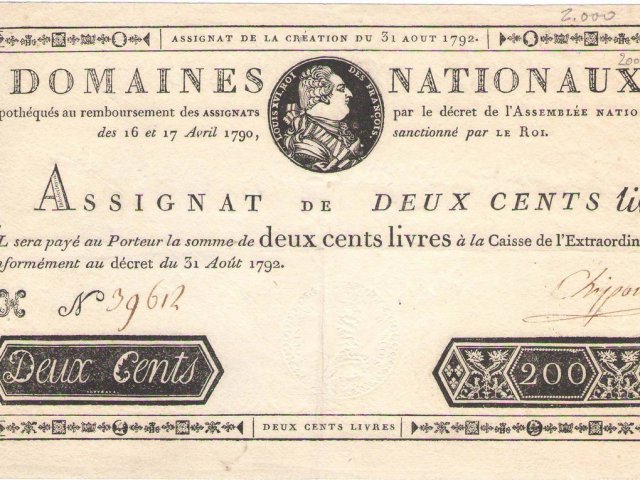 2.000
ASSIGNAT DE LA CRÉATION DU 31 AOUT 1792.
200
DOMAINES NATIONAUX
pothéqués au remboursement des ASSIGNATS par le décret de l'ASSEMBLÉE NATIO
des 16 et 17 Avril 1790, sanctionné par LE ROI.
LOUIS XVI ROI DES FRANÇOIS
ASSIGNAT DE DEUX CENTS li
L sera payé au Porteur la somme de deux cents livres à la Caisse de l'Extraordin
nformément au décret du 31 Août 1792.
N 39612
Deux Cents
200
DEUX CENTS LIVRES